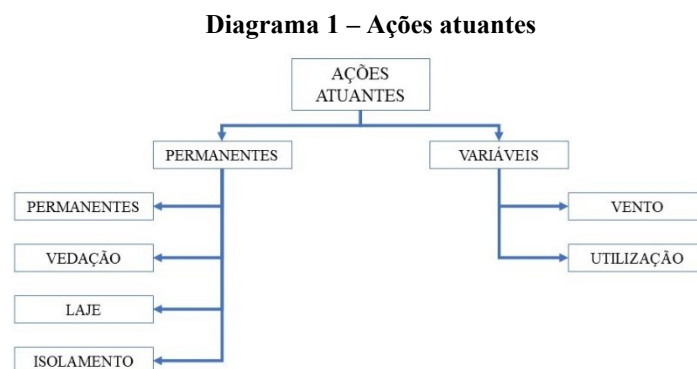 Diagrama 1 – Ações atuantes
AÇÕES
ATUANTES
PERMANENTES
VARIÁVEIS
PERMANENTES
VENTO
VEDAÇÃO
UTILIZAÇÃO
LAJE
ISOLAMENTO